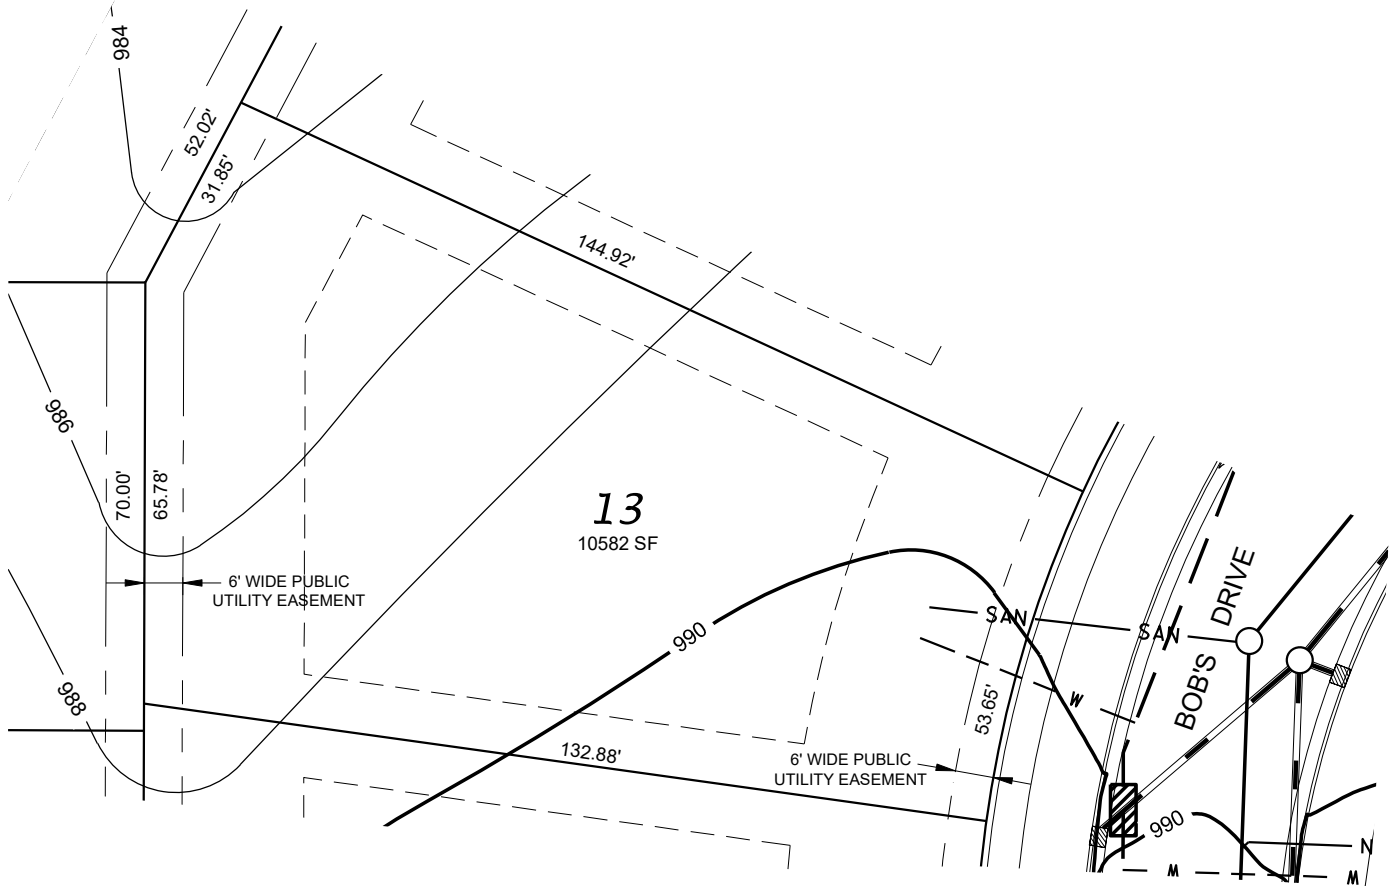 984
52.02'
31.85'
144.92'
986
70.00'
65.78'
13
10582 SF
6' WIDE PUBLIC
UTILITY EASEMENT
990
SAN
SAN
BOB'S DRIVE
W
988
53.65'
132.88'
6' WIDE PUBLIC
UTILITY EASEMENT
990
N
W
W